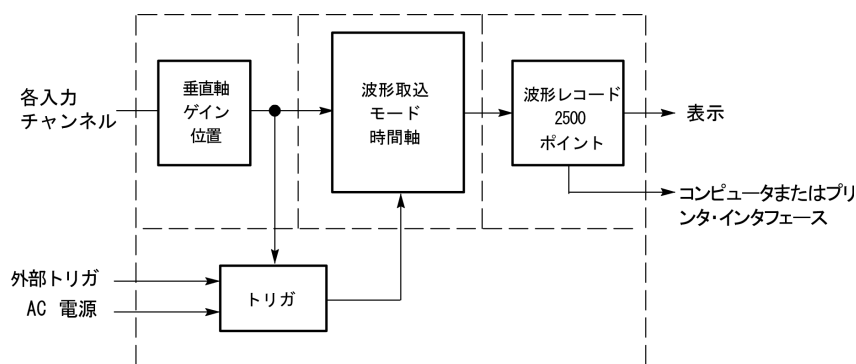 各入力
チャンネル
垂直軸
ゲイン
位置
波形取込
モード
時間軸
波形レコード
2500
ポイント
表示
コンピュータまたはプリ
ンタ・インタフェース
外部トリガ
AC 電源
トリガ